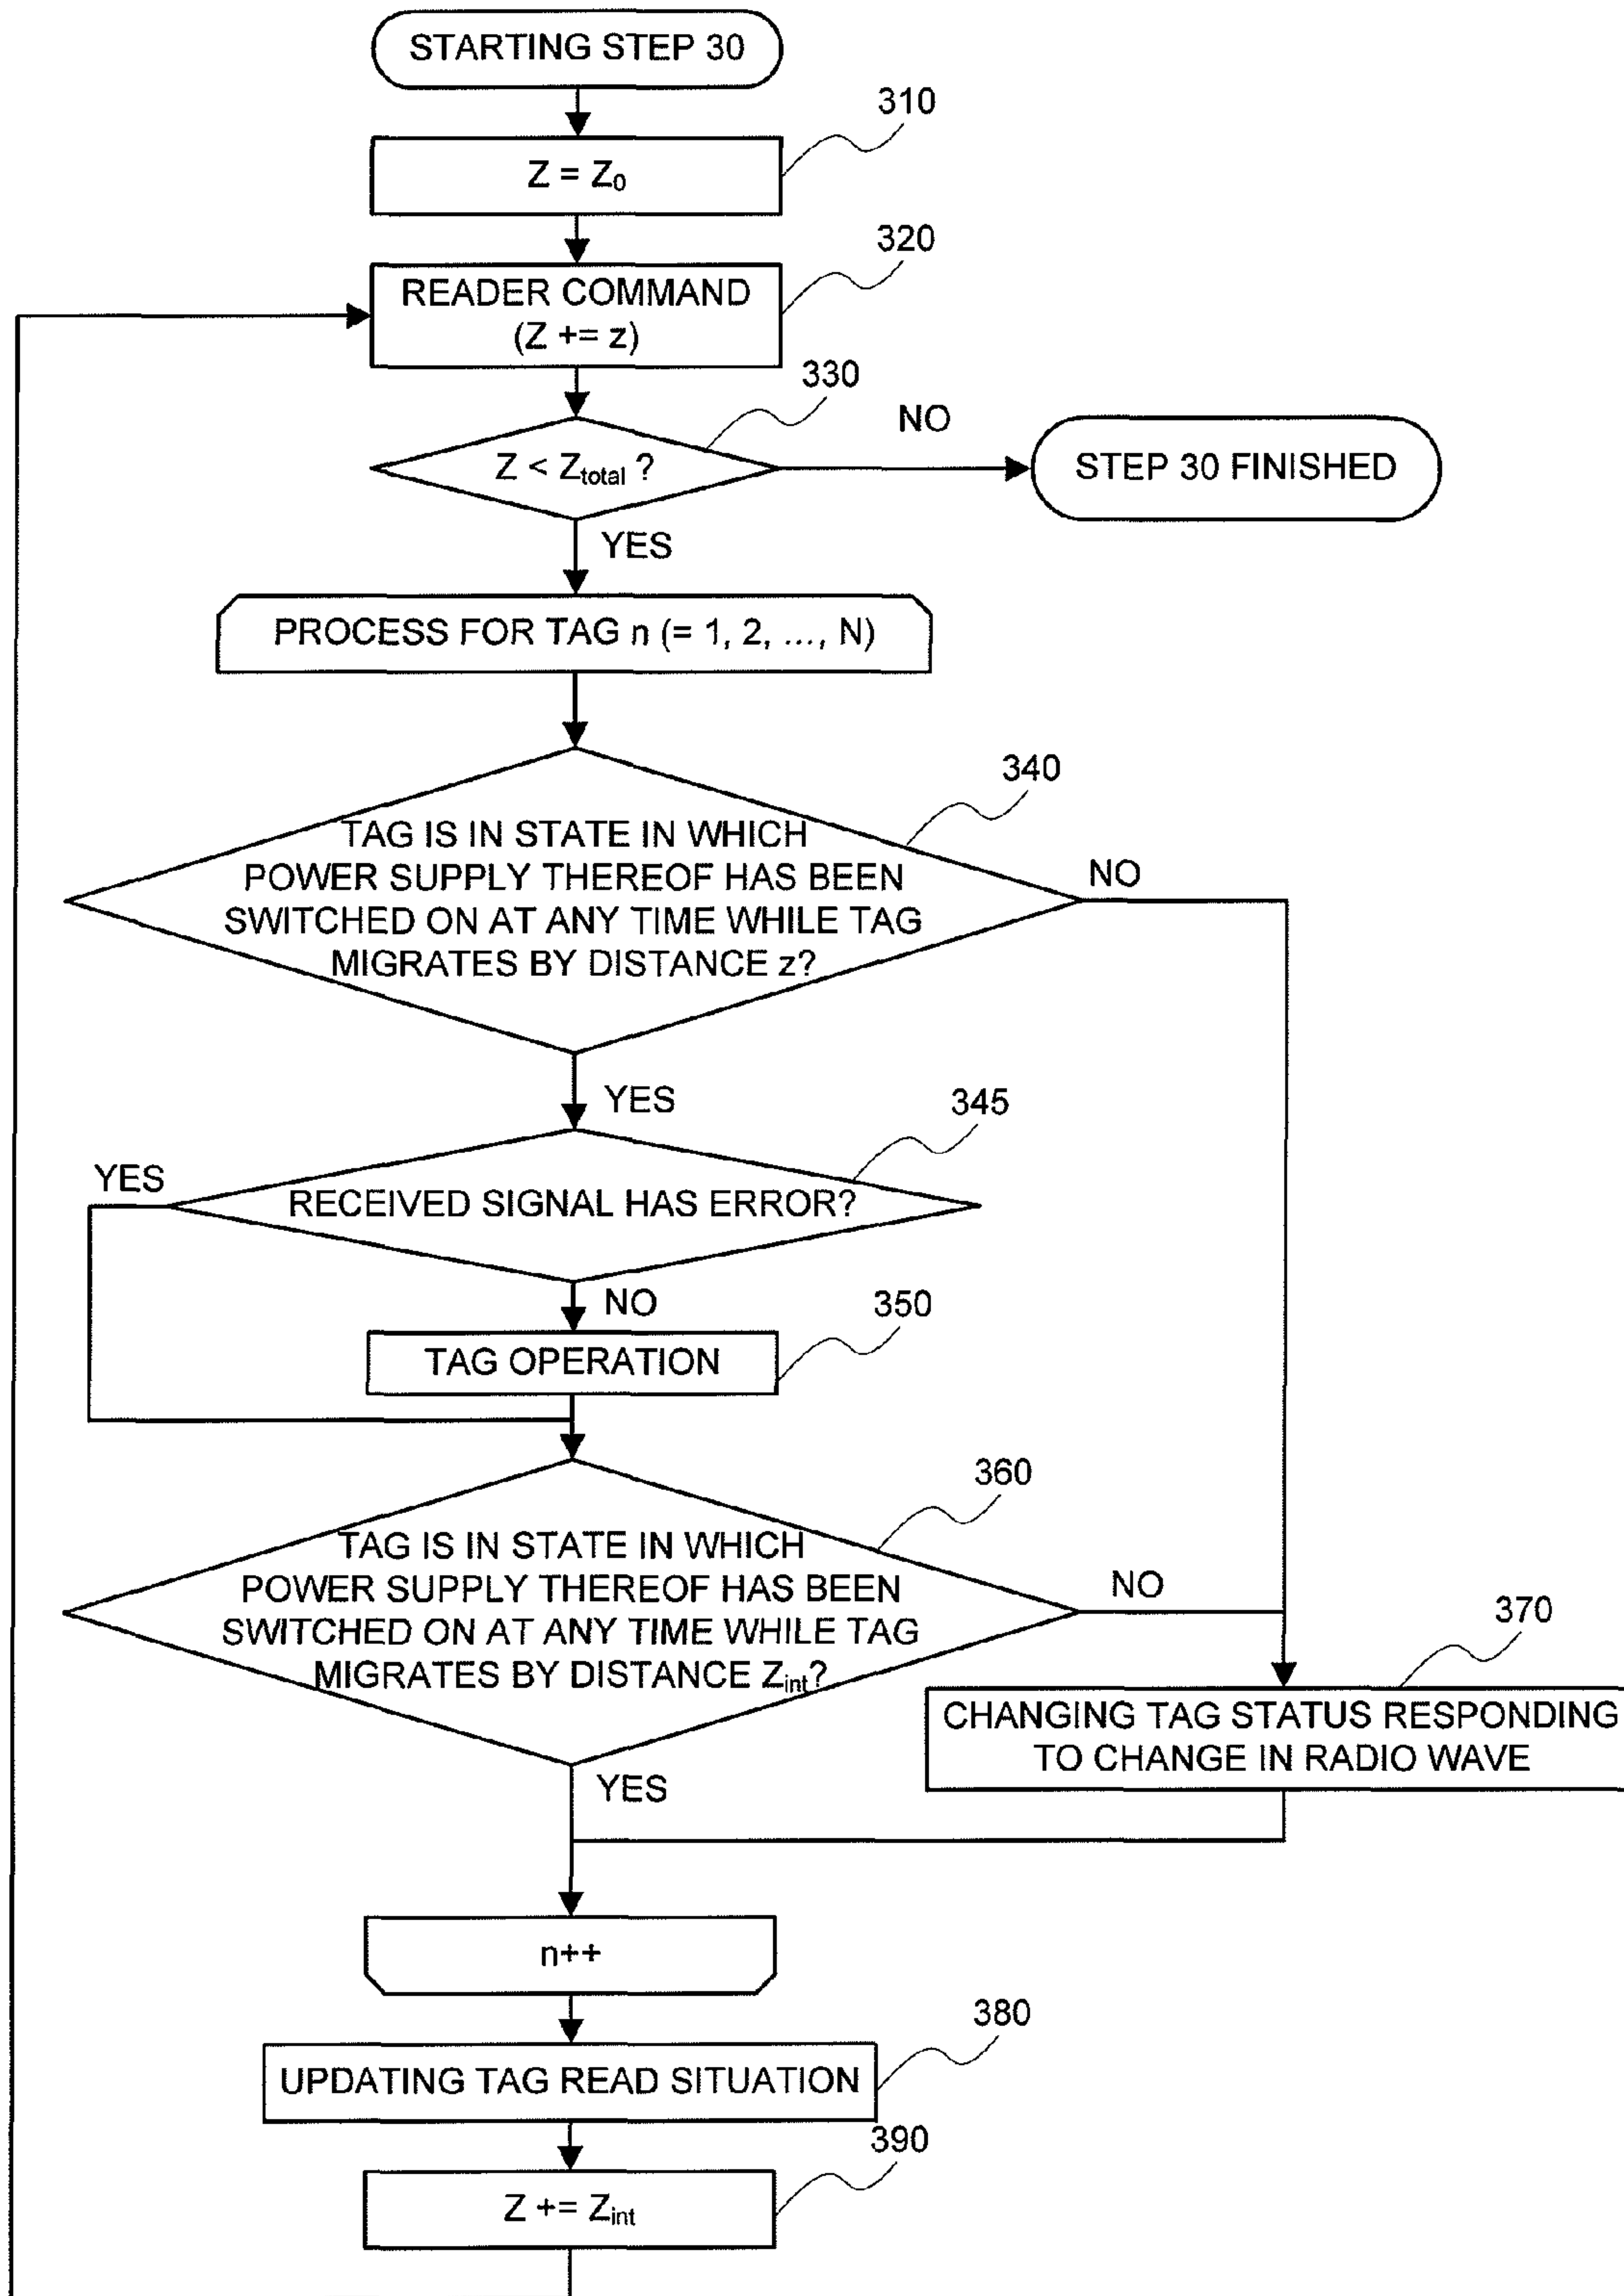 STARTING STEP 30
310
Z = Z0
320
READER COMMAND
(Z += z)
330
Z < Ztotal ?
NO
STEP 30 FINISHED
YES
PROCESS FOR TAG n (= 1, 2, ..., N)
340
TAG IS IN STATE IN WHICH
POWER SUPPLY THEREOF HAS BEEN
SWITCHED ON AT ANY TIME WHILE TAG
MIGRATES BY DISTANCE z?
NO
YES
345
YES
RECEIVED SIGNAL HAS ERROR?
NO
350
TAG OPERATION
360
TAG IS IN STATE IN WHICH
POWER SUPPLY THEREOF HAS BEEN
SWITCHED ON AT ANY TIME WHILE TAG
MIGRATES BY DISTANCE Zint?
NO
370
CHANGING TAG STATUS RESPONDING
TO CHANGE IN RADIO WAVE
YES
n++
380
UPDATING TAG READ SITUATION
390
Z += Zint